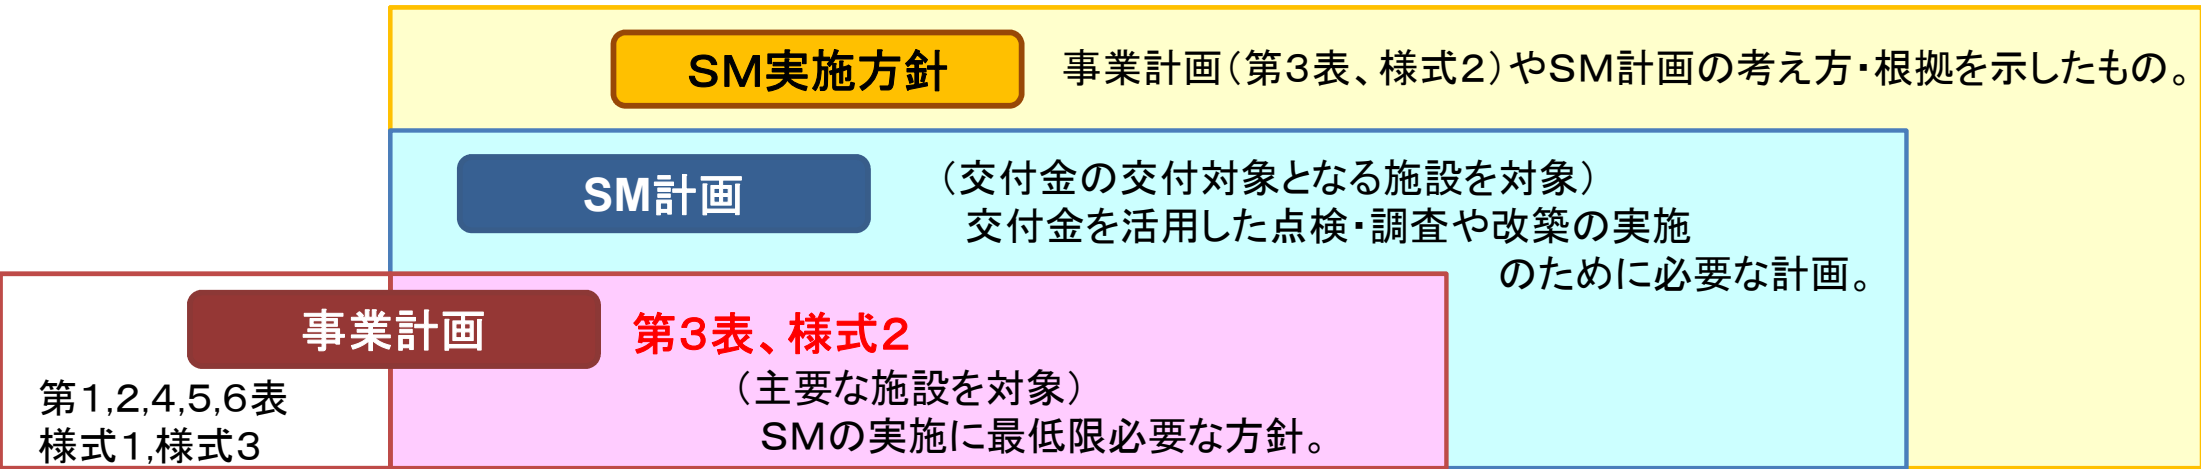 SM実施方針
事業計画(第3表、様式2)やSM計画の考え方・根拠を示したもの。
SM計画
(交付金の交付対象となる施設を対象)
交付金を活用した点検・調査や改築の実施
のために必要な計画。
事業計画
第3表、様式2
(主要な施設を対象)
SMの実施に最低限必要な方針。
第1,2,4,5,6表
様式1,様式3